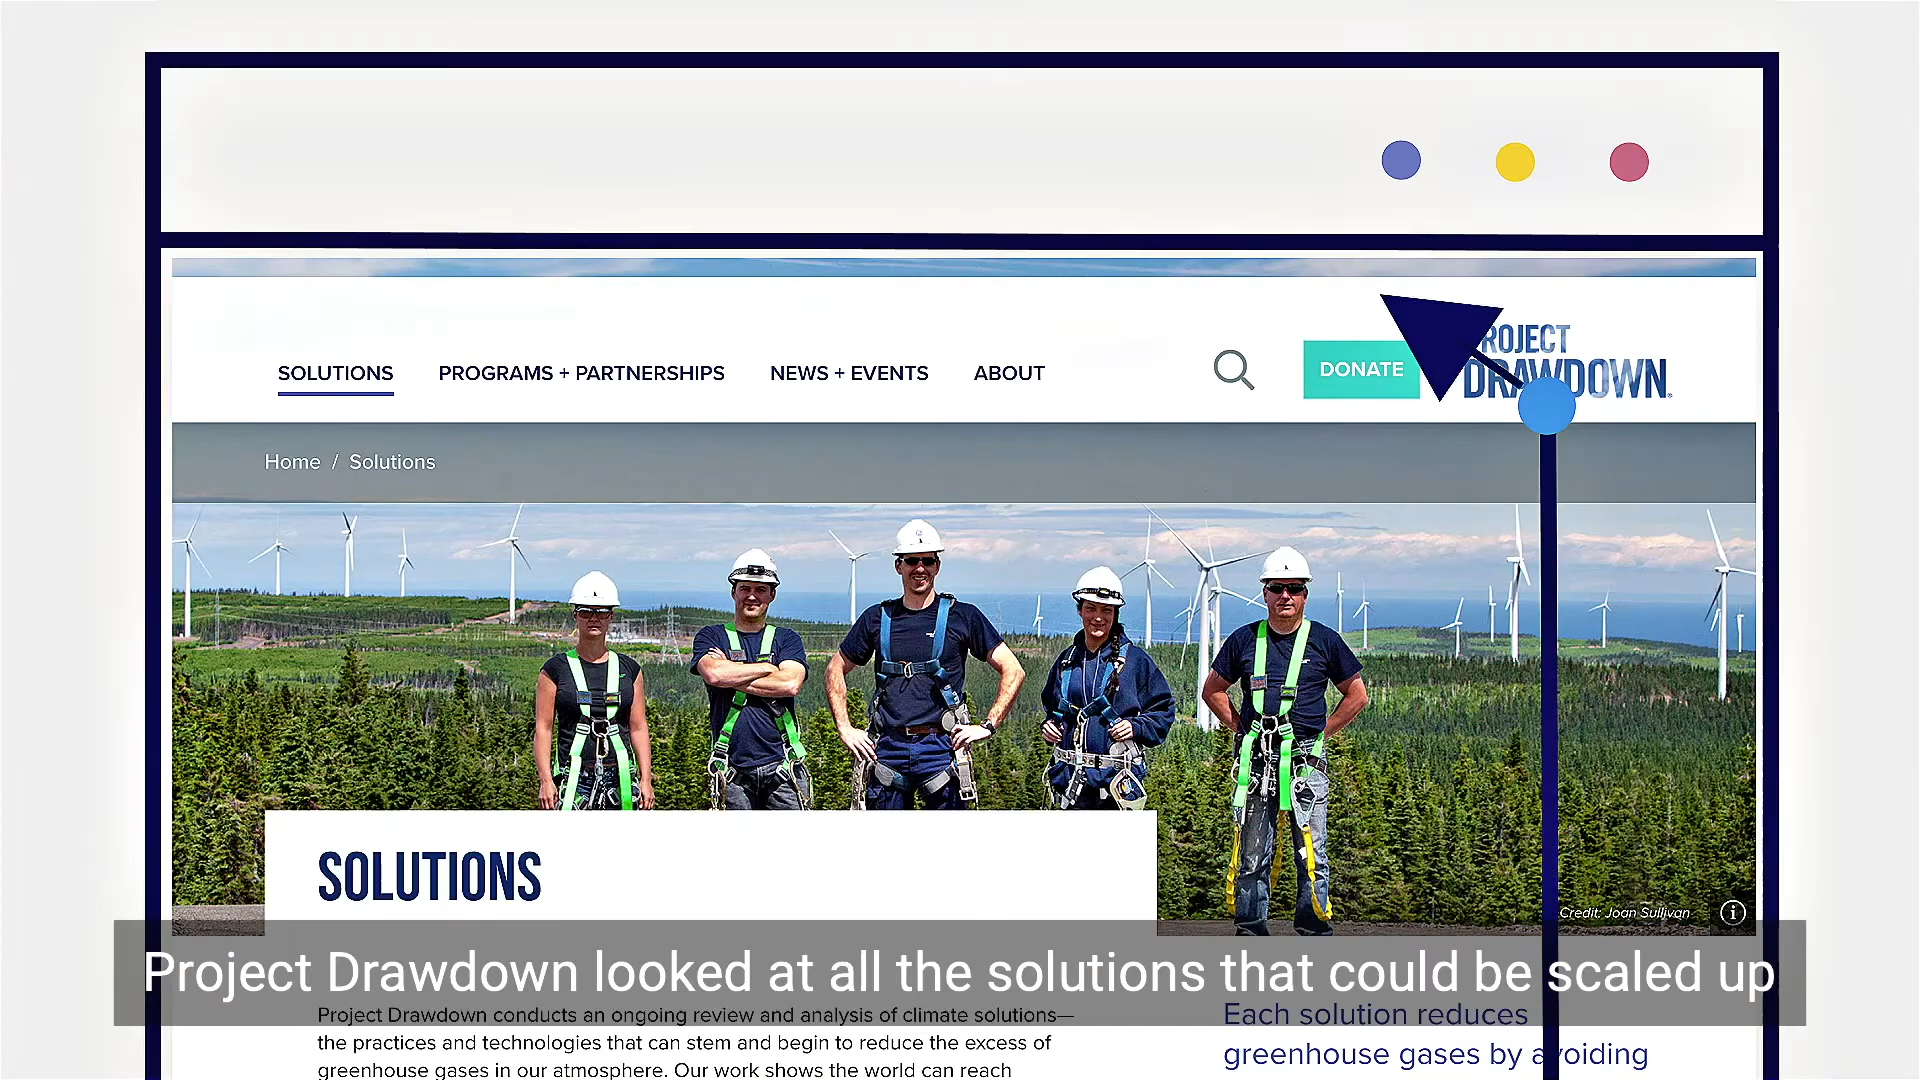 SOLUTIONS PROGRAMS + PARTNERSHIPS NEWS + EVENTS ABOUT DONATE
ROJECT
DRAWDOWN.
Home / Solutions
SOLUTIONS
Credit: Joan Sullivan
Project Drawdown looked at all the solutions that could be scaled up
Project Drawdown conducts an ongoing review and analysis of climate solutions—
the practices and technologies that can stem and begin to reduce the excess of
greenhouse gases in our atmosphere. Our work shows the world can reach
Each solution reduces
greenhouse gases by avoiding